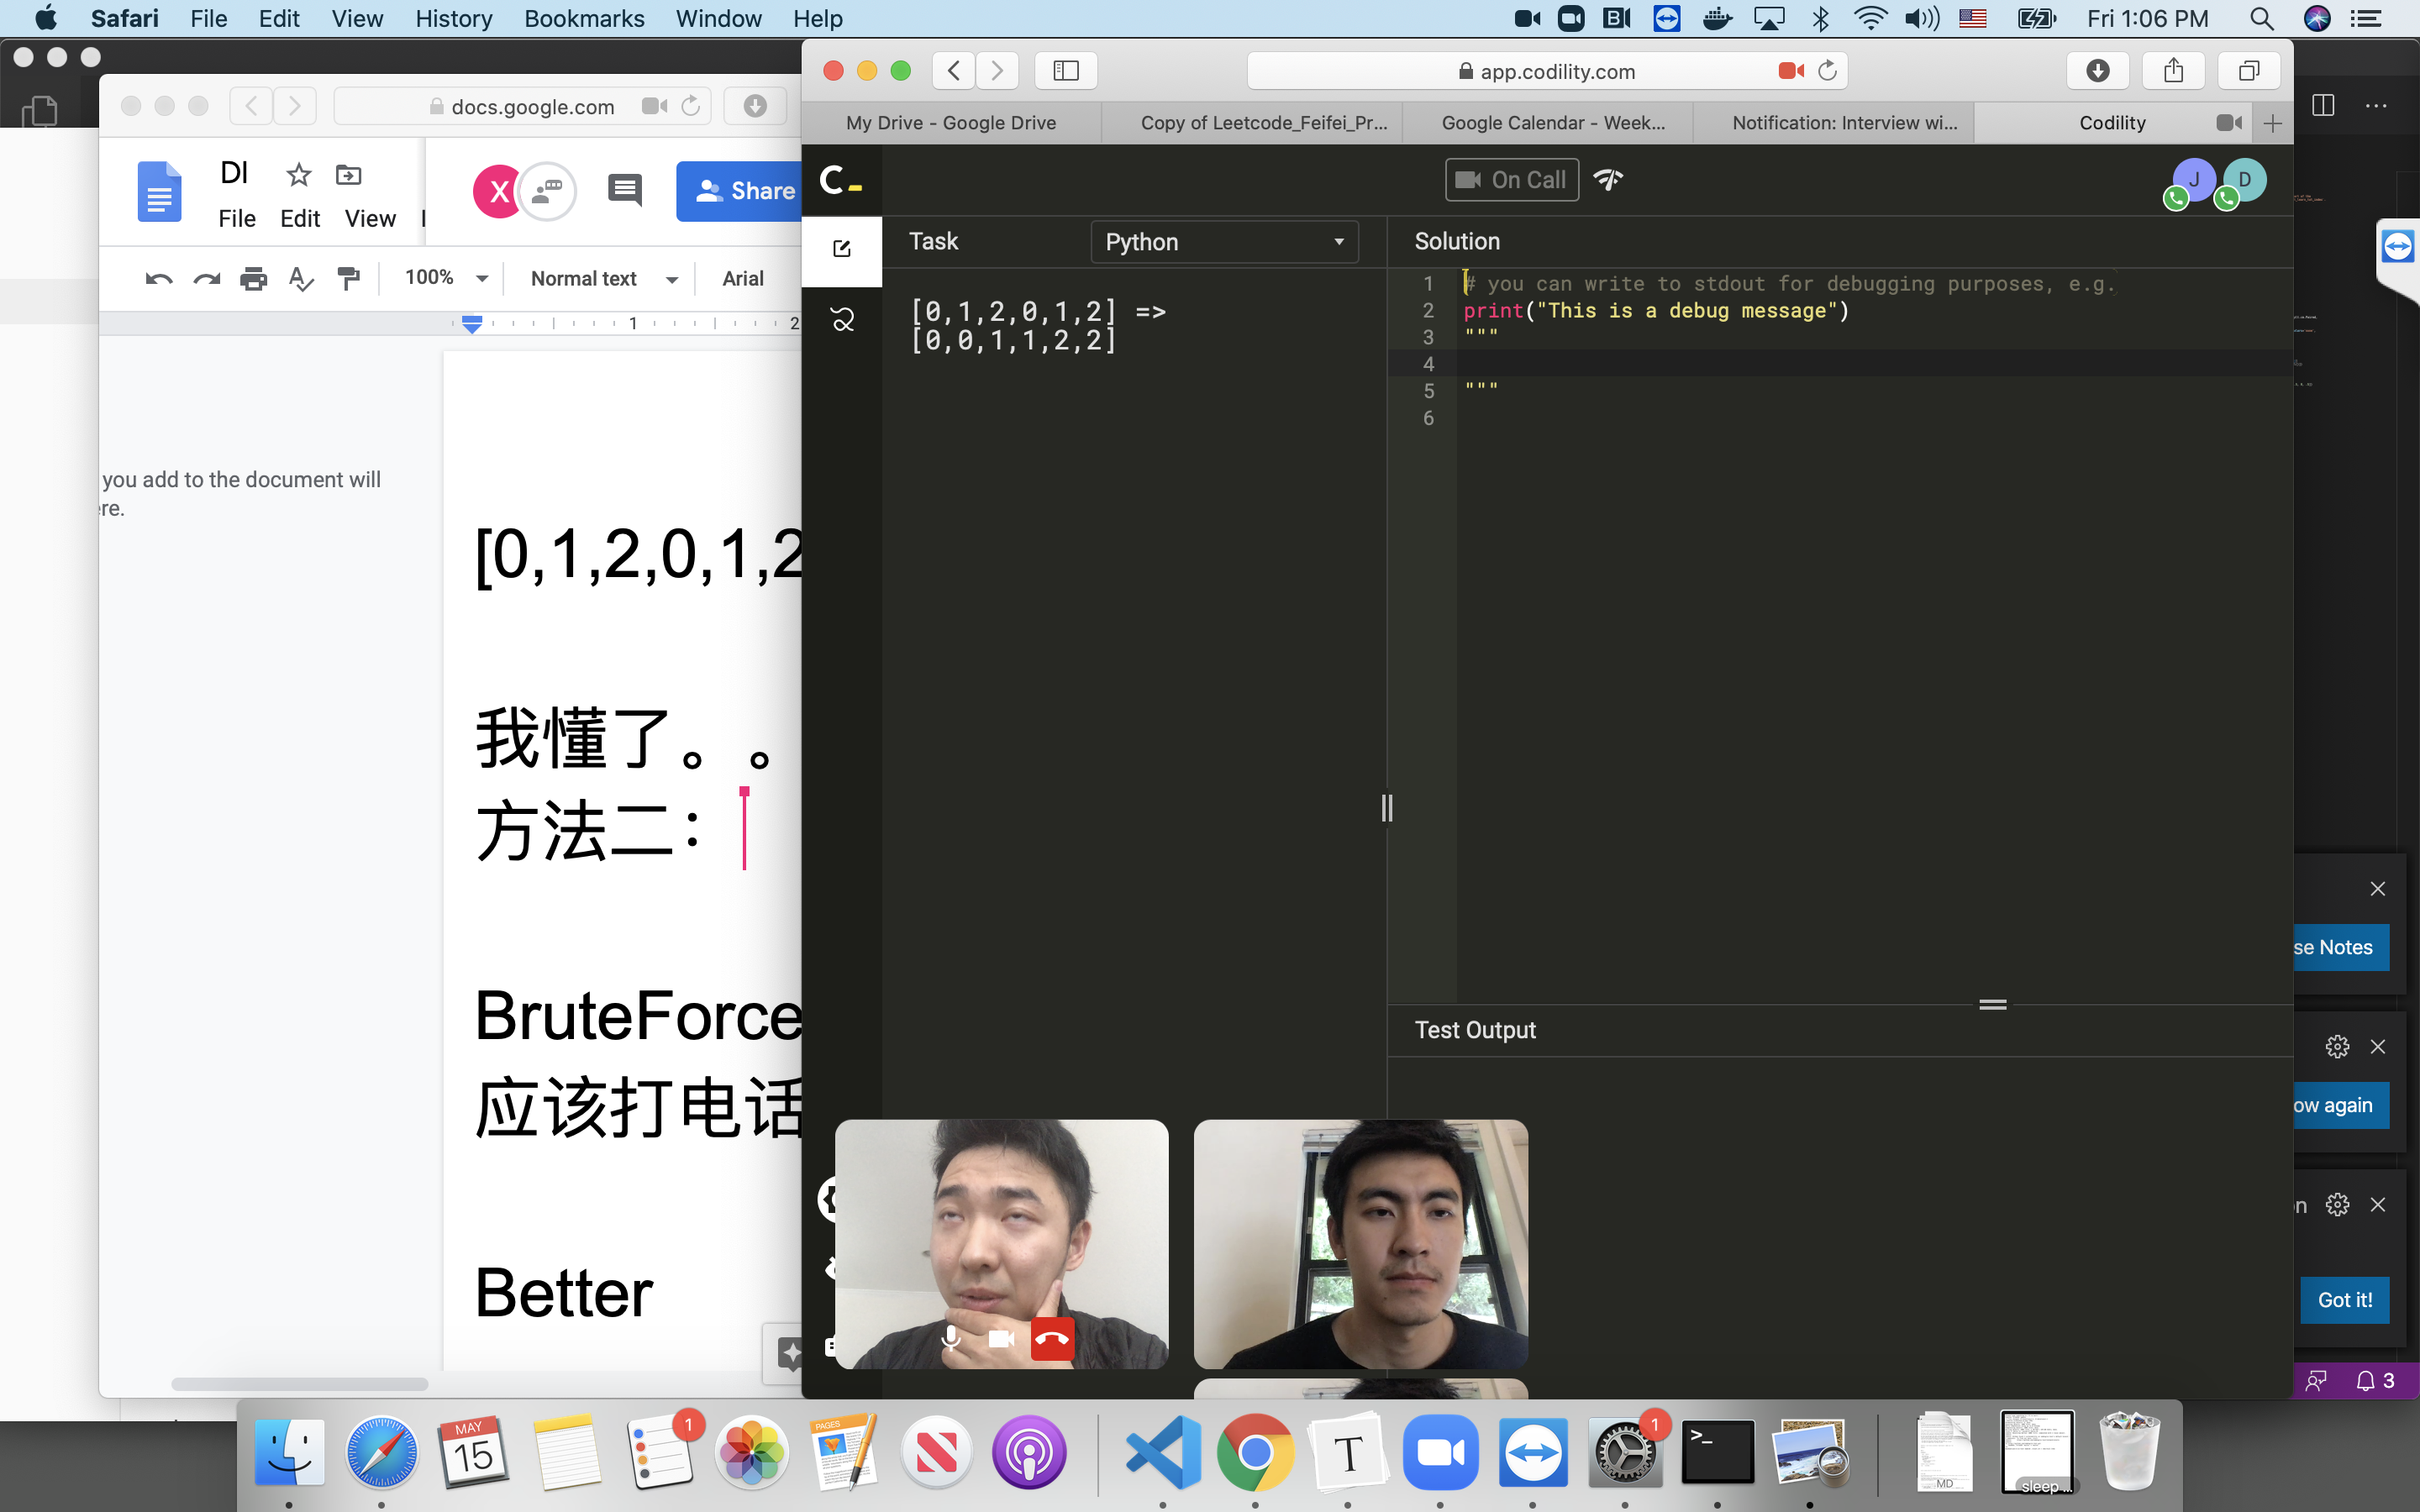 Safari File Edit View History Bookmarks Window Help Fri 1:06 PM
docs.google.com
app.codility.com
My Drive - Google Drive
Copy of Leetcode_Feifei_Pr...
Google Calendar - Week...
Notification: Interview wi...
Codility
DI
X
Share
File Edit View
100% Normal text Arial
1 2
you add to the document will
[0,1,2,0,1,2
我懂了。。
方法二：
BruteForce
应该打电话
Better
C_
On Call
J D
Task
Python
[0,1,2,0,1,2] =>
[0,0,1,1,2,2]
Solution
1 # you can write to stdout for debugging purposes, e.g.
2 print("This is a debug message")
3 """
4
5 """
6
Test Output
se Notes
ow again
Got it!
3
MAY
15
1
PAGES
T
1
>_
MD
sleep ...